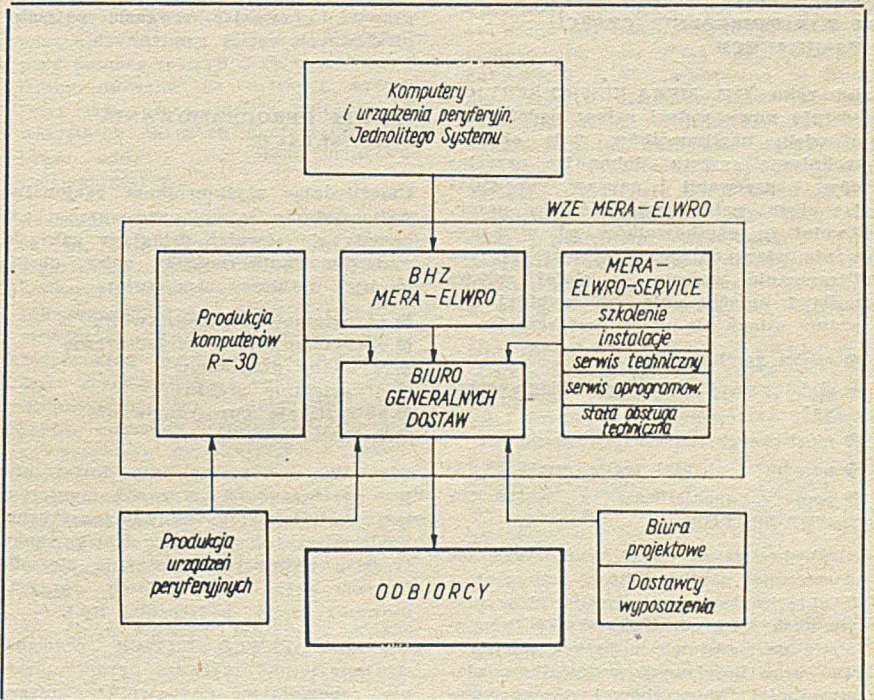 Komputery
i urządzenia peryferyjn.
Jednolitego Systemu
WZE MERA-ELWRO
Produkcja
komputerów
R-30
BHZ
MERA-ELWRO
MERA-
ELWRO-SERVICE
szkolenie
instalacje
serwis techniczny
serwis oprogramow.
stała obsługa
techniczna
BIURO
GENERALNYCH
DOSTAW
Produkcja
urządzeń
peryferyjnych
ODBIORCY
Biura
projektowe
Dostawcy
wyposażenia